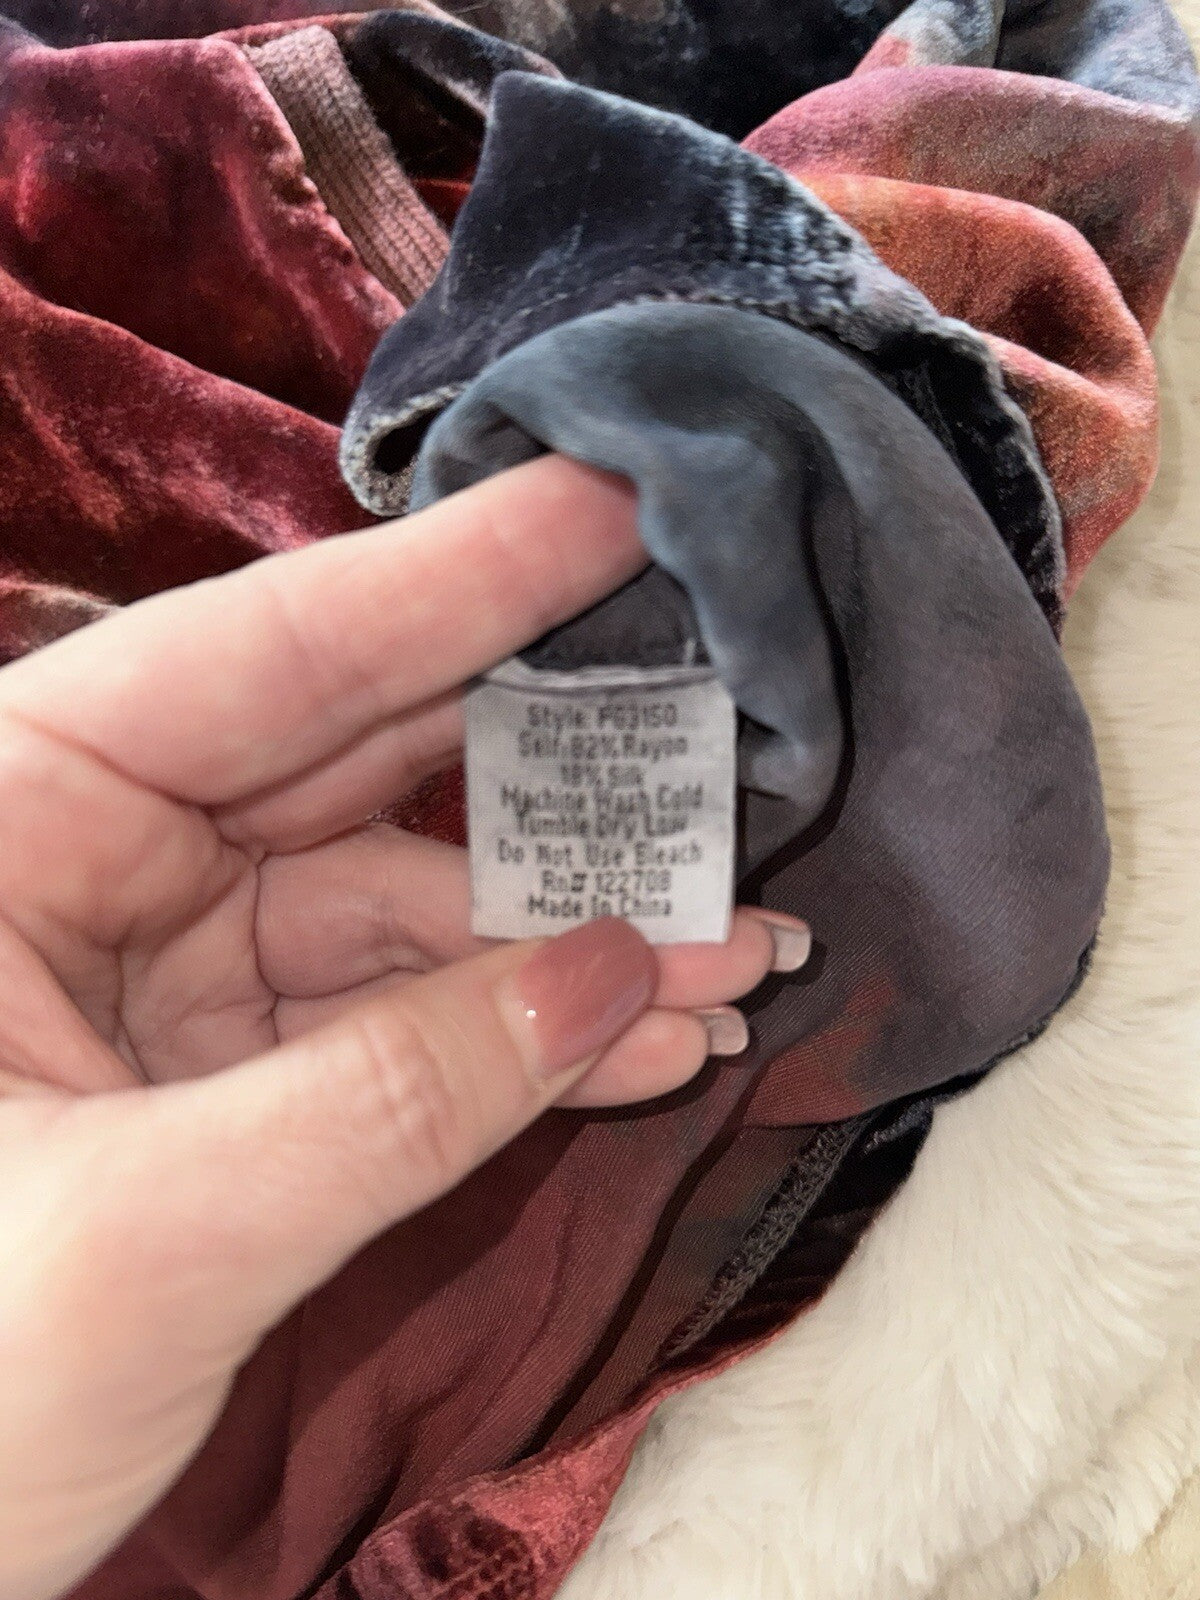 Style: PG3150
Self: 82% Rayon
18% Silk
Machine Wash Cold
Tumble Dry Low
Do Not Use Bleach
Rn# 122708
Made In China